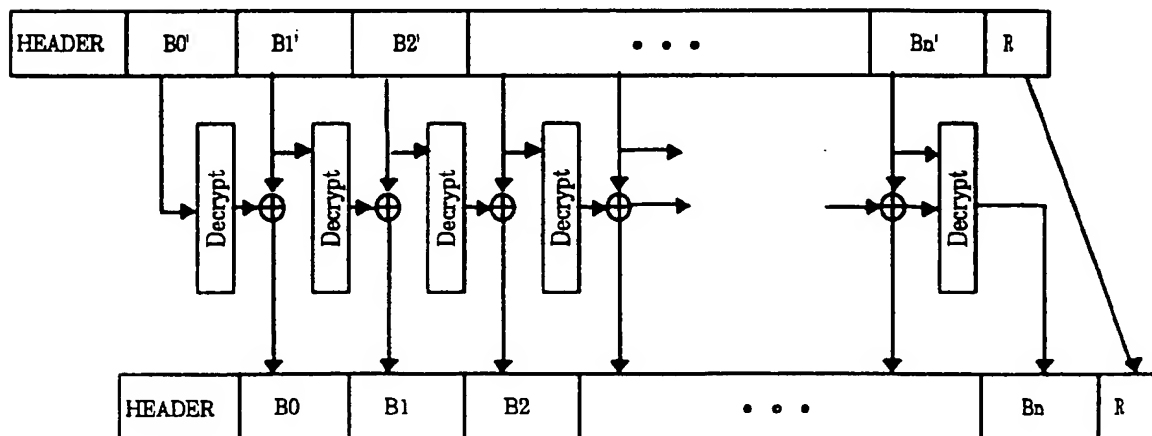 HEADER B0' B1' B2' • • • Bn' R
Decrypt Decrypt Decrypt Decrypt Decrypt
HEADER B0 B1 B2 • • • Bn R